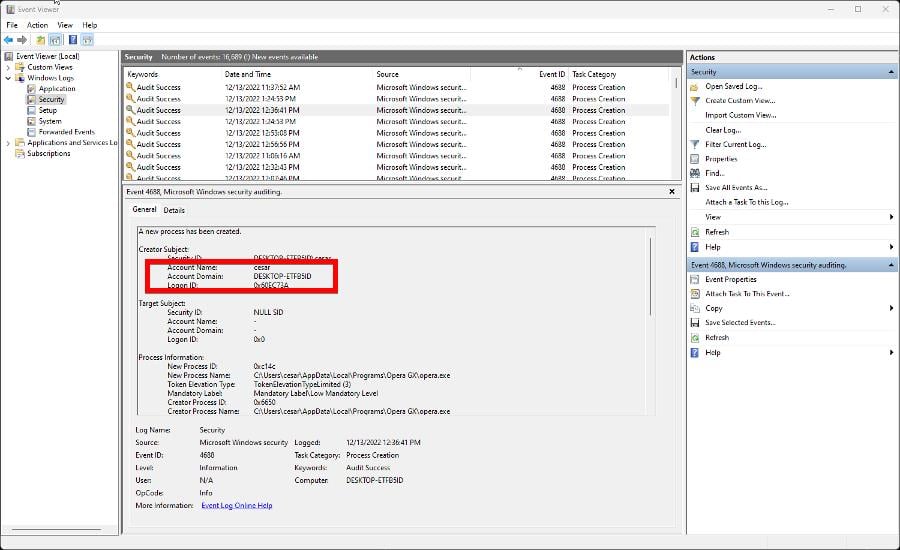 Event Viewer
File Action View Help
Event Viewer (Local)
Custom Views
Windows Logs
Application
Security
Setup
System
Forwarded Events
Applications and Services Lo
Subscriptions
Security Number of events: 16,689 (!) New events available
Keywords Date and Time Source Event ID Task Category
Audit Success 12/13/2022 11:37:52 AM Microsoft Windows securit... 4688 Process Creation
Audit Success 12/13/2022 1:24:53 PM Microsoft Windows securit... 4688 Process Creation
Audit Success 12/13/2022 12:36:41 PM Microsoft Windows securit... 4688 Process Creation
Audit Success 12/13/2022 1:24:53 PM Microsoft Windows securit... 4688 Process Creation
Audit Success 12/13/2022 12:53:08 PM Microsoft Windows securit... 4688 Process Creation
Audit Success 12/13/2022 12:56:56 PM Microsoft Windows securit... 4688 Process Creation
Audit Success 12/13/2022 11:06:16 AM Microsoft Windows securit... 4688 Process Creation
Audit Success 12/13/2022 12:32:43 PM Microsoft Windows securit... 4688 Process Creation
Audit Success 12/13/2022 12:07:46 PM Microsoft Windows securit... 4688 Process Creation
Event 4688, Microsoft Windows security auditing.
General Details
A new process has been created.
Creator Subject:
Security ID: DESKTOP-ETFB5ID\cesar
Account Name: cesar
Account Domain: DESKTOP-ETFB5ID
Logon ID: 0x60EC73A
Target Subject:
Security ID: NULL SID
Account Name: -
Account Domain: -
Logon ID: 0x0
Process Information:
New Process ID: 0xc14c
New Process Name: C:\Users\cesar\AppData\Local\Programs\Opera GX\opera.exe
Token Elevation Type: TokenElevationTypeLimited (3)
Mandatory Label: Mandatory Label\Low Mandatory Level
Creator Process ID: 0x6650
Creator Process Name: C:\Users\cesar\AppData\Local\Programs\Opera GX\opera.exe
Log Name: Security
Source: Microsoft Windows security Logged: 12/13/2022 12:36:41 PM
Event ID: 4688 Task Category: Process Creation
Level: Information Keywords: Audit Success
User: N/A Computer: DESKTOP-ETFB5ID
OpCode: Info
More Information: Event Log Online Help
Actions
Security
Open Saved Log...
Create Custom View...
Import Custom View...
Clear Log...
Filter Current Log...
Properties
Find...
Save All Events As...
Attach a Task To this Log...
View
Refresh
Help
Event 4688, Microsoft Windows security auditing.
Event Properties
Attach Task To This Event...
Copy
Save Selected Events...
Refresh
Help